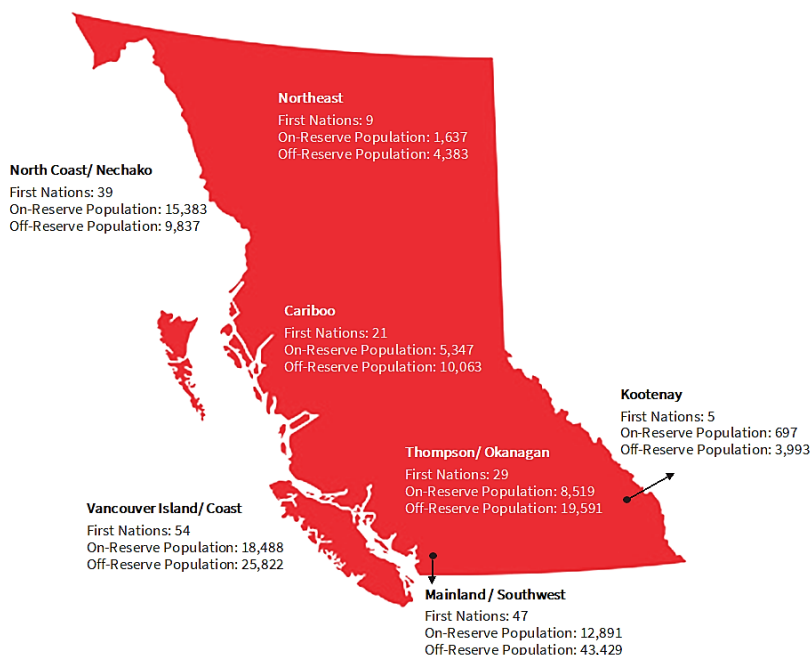 Northeast
First Nations: 9
On-Reserve Population: 1,637
Off-Reserve Population: 4,383
North Coast/ Nechako
First Nations: 39
On-Reserve Population: 15,383
Off-Reserve Population: 9,837
Cariboo
First Nations: 21
On-Reserve Population: 5,347
Off-Reserve Population: 10,063
Kootenay
First Nations: 5
On-Reserve Population: 697
Off-Reserve Population: 3,993
Thompson/ Okanagan
First Nations: 29
On-Reserve Population: 8,519
Off-Reserve Population: 19,591
Vancouver Island/ Coast
First Nations: 54
On-Reserve Population: 18,488
Off-Reserve Population: 25,822
Mainland / Southwest
First Nations: 47
On-Reserve Population: 12,891
Off-Reserve Population: 43.429